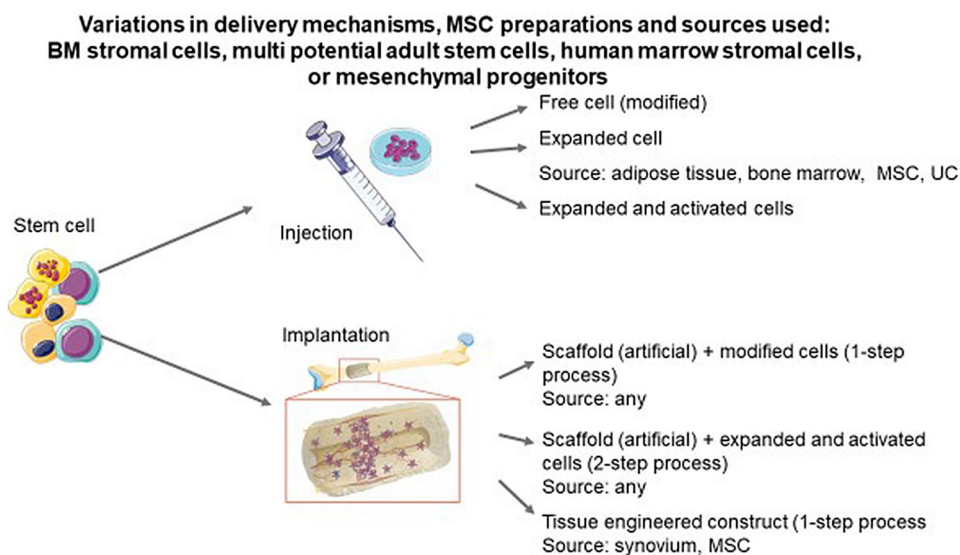 Variations in delivery mechanisms, MSC preparations and sources used:
BM stromal cells, multi potential adult stem cells, human marrow stromal cells,
or mesenchymal progenitors
Free cell (modified)
Expanded cell
Source: adipose tissue, bone marrow, MSC, UC
Expanded and activated cells
Stem cell
Injection
Implantation
Scaffold (artificial) + modified cells (1-step
process)
Source: any
Scaffold (artificial) + expanded and activated
cells (2-step process)
Source: any
Tissue engineered construct (1-step process
Source: synovium, MSC